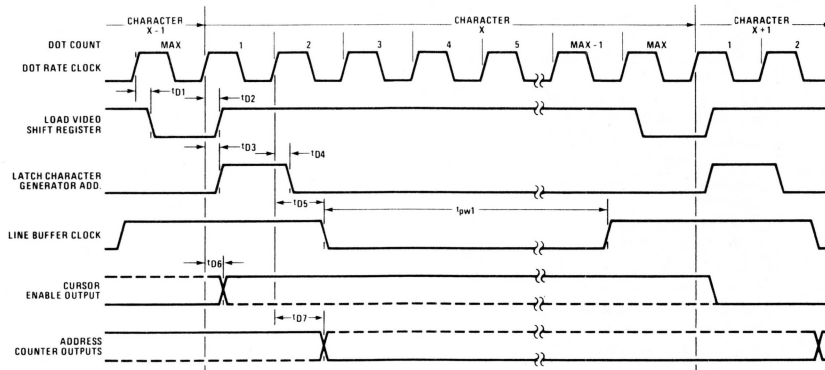 CHARACTER
X - 1
CHARACTER
X
CHARACTER
X + 1
DOT COUNT
MAX
1
2
3
4
5
MAX - 1
MAX
1
2
DOT RATE CLOCK
tD1
tD2
LOAD VIDEO
SHIFT REGISTER
tD3
tD4
LATCH CHARACTER
GENERATOR ADD.
tD5
tpw1
LINE BUFFER CLOCK
tD6
CURSOR
ENABLE OUTPUT
tD7
ADDRESS
COUNTER OUTPUTS